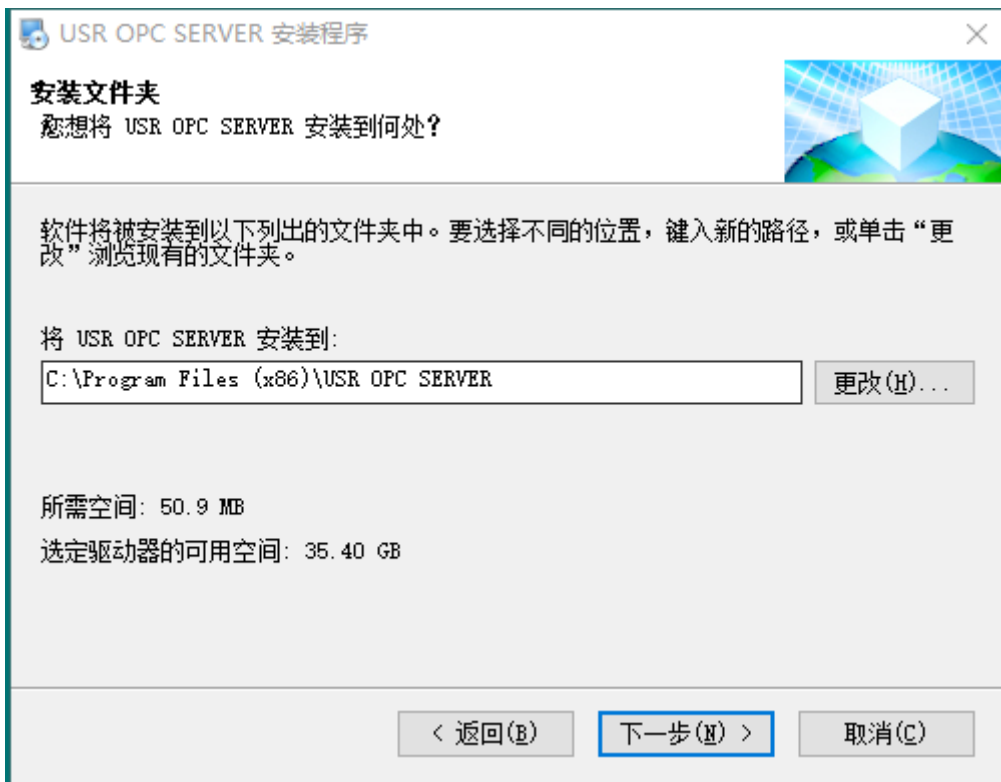 USR OPC SERVER 安装程序
安装文件夹
您想将 USR OPC SERVER 安装到何处?
软件将被安装到以下列出的文件夹中。要选择不同的位置，键入新的路径，或单击“更
改”浏览现有的文件夹。
将 USR OPC SERVER 安装到:
C:\Program Files (x86)\USR OPC SERVER
更改(H)...
所需空间: 50.9 MB
选定驱动器的可用空间: 35.40 GB
< 返回(B)
下一步(N) >
取消(C)